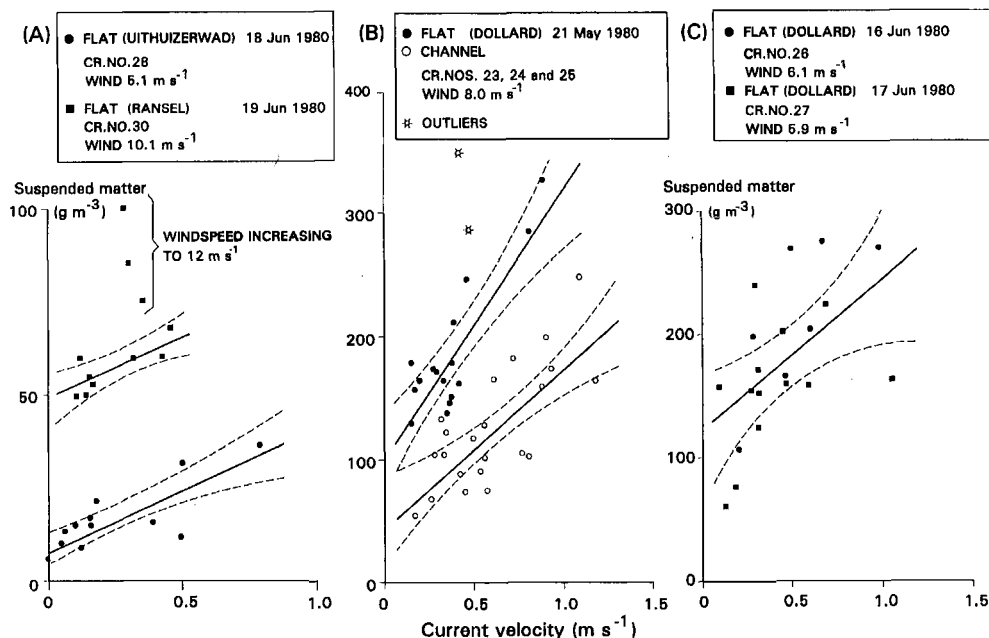 (A)
● FLAT (UITHUIZERWAD) 18 Jun 1980
CR.NO.28
WIND 5.1 m s⁻¹
■ FLAT (RANSEL) 19 Jun 1980
CR.NO.30
WIND 10.1 m s⁻¹
Suspended matter
(g m⁻³)
WINDSPEED INCREASING
TO 12 m s⁻¹
100
50
0
0 0.5 1.0
(B)
● FLAT (DOLLARD) 21 May 1980
○ CHANNEL
CR.NOS. 23, 24 and 25
WIND 8.0 m s⁻¹
☼ OUTLIERS
400
300
200
100
0
0 0.5 1.0 1.5
Current velocity (m s⁻¹)
(C)
● FLAT (DOLLARD) 16 Jun 1980
CR.NO.26
WIND 6.1 m s⁻¹
■ FLAT (DOLLARD) 17 Jun 1980
CR.NO.27
WIND 5.9 m s⁻¹
Suspended matter
(g m⁻³)
300
200
100
0
0 0.5 1.0 1.5